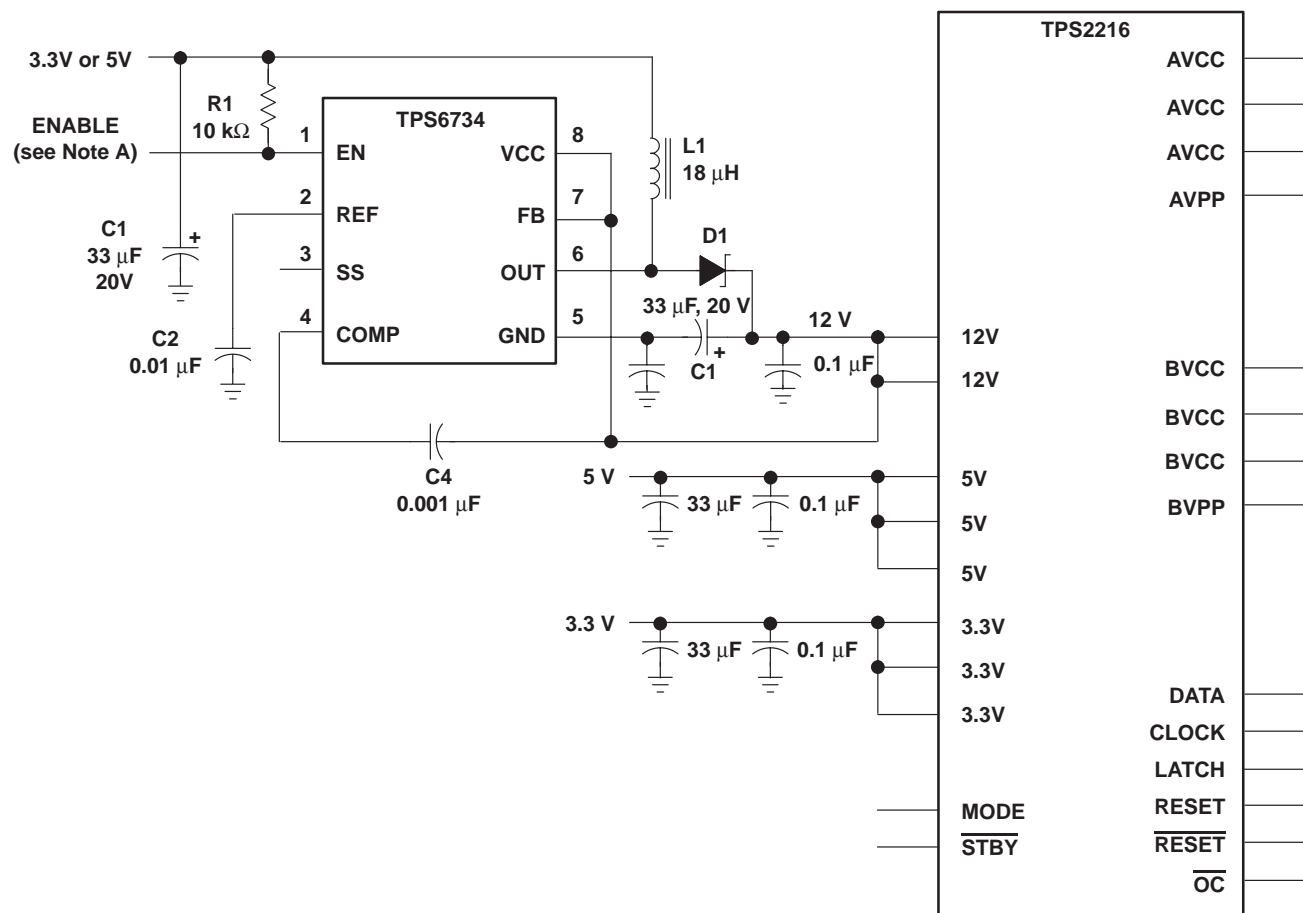 TPS2216
3.3V or 5V
AVCC
AVCC
AVCC
AVPP
R1
10 kΩ
ENABLE
(see Note A)
TPS6734
1
EN
VCC
8
2
REF
FB
7
3
SS
OUT
6
4
COMP
GND
5
L1
18 μH
D1
C1
33 μF
20V
C2
0.01 μF
33 μF, 20 V
C1
+
+
12 V
0.1 μF
12V
12V
BVCC
BVCC
BVCC
BVPP
C4
0.001 μF
5 V
33 μF
0.1 μF
5V
5V
5V
3.3 V
33 μF
0.1 μF
3.3V
3.3V
3.3V
DATA
CLOCK
LATCH
MODE
RESET
STBY
RESET
OC